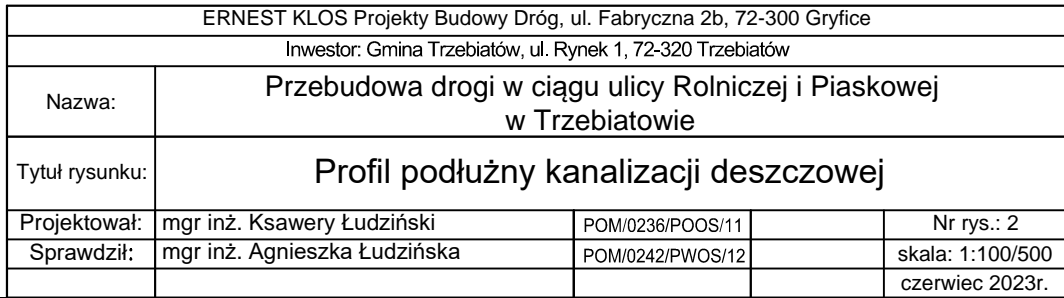 ERNEST KLOS Projekty Budowy Dróg, ul. Fabryczna 2b, 72-300 Gryfice
Inwestor: Gmina Trzebiatów, ul. Rynek 1, 72-320 Trzebiatów
Nazwa:
Przebudowa drogi w ciągu ulicy Rolniczej i Piaskowej
w Trzebiatowie
Tytuł rysunku:
Profil podłużny kanalizacji deszczowej
Projektował: mgr inż. Ksawery Łudziński POM/0236/POOS/11 Nr rys.: 2
Sprawdził: mgr inż. Agnieszka Łudzińska POM/0242/PWOS/12 skala: 1:100/500
czerwiec 2023r.